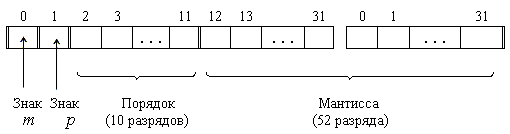 0 1 2 3 11 12 13 31 0 1 31
... ... ...
Знак Знак Порядок Мантисса
m p (10 разрядов) (52 разряда)